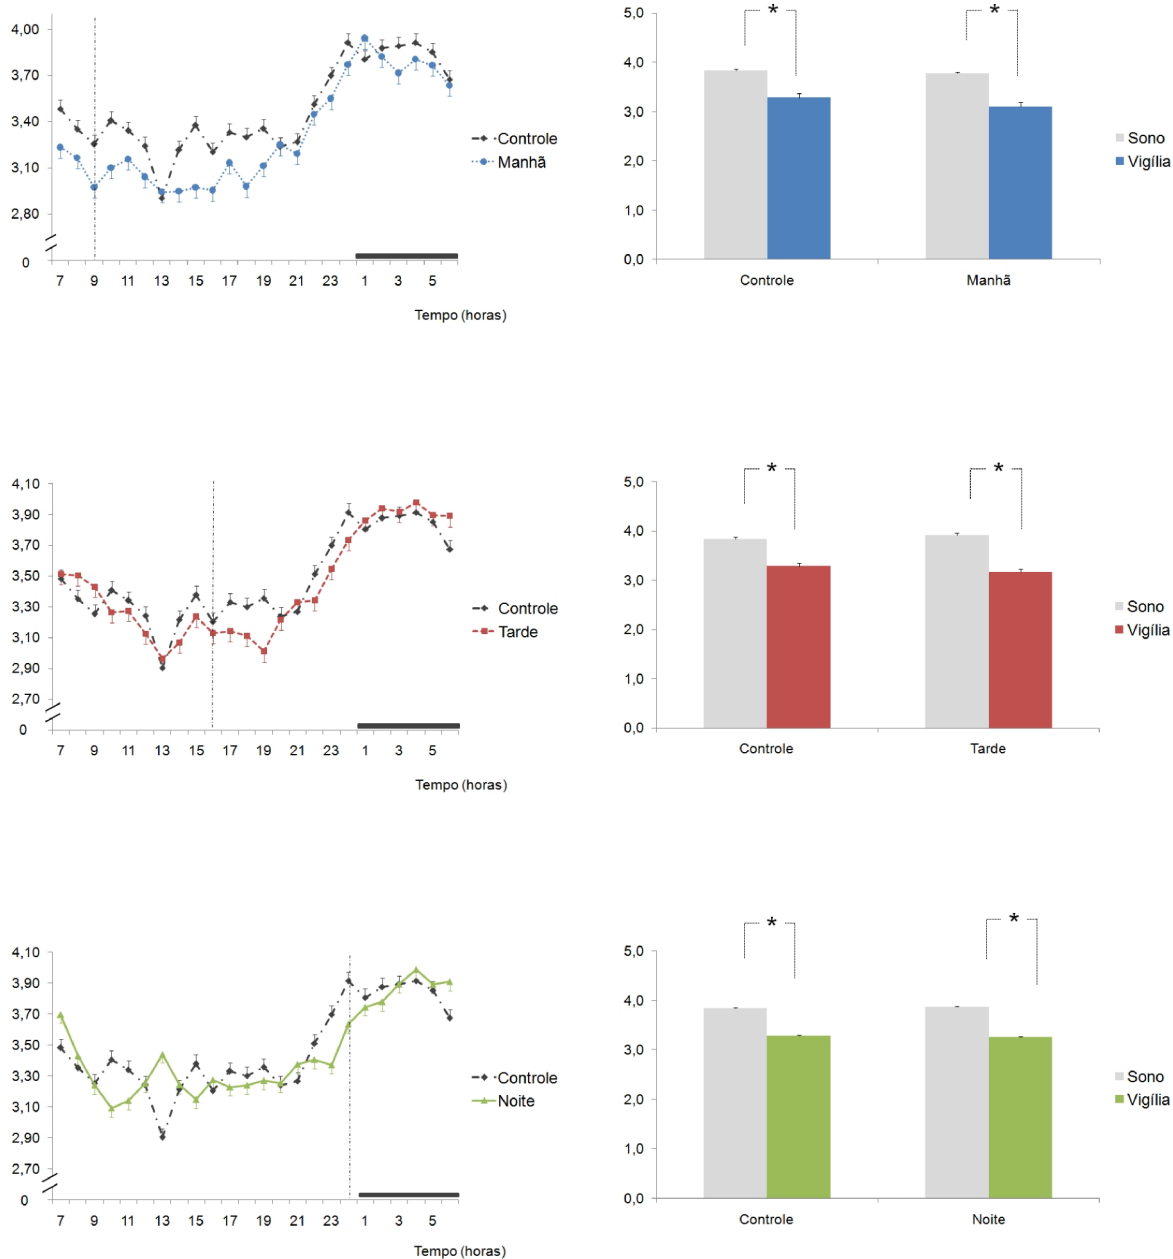 4,00
3,70
3,40
3,10
2,80
0
7 9 11 13 15 17 19 21 23 1 3 5
Tempo (horas)
Controle
Manhã
5,0
4,0
3,0
2,0
1,0
0,0
* *
Controle Manhã
Sono
Vigília
4,10
3,90
3,70
3,50
3,30
3,10
2,90
2,70
0
7 9 11 13 15 17 19 21 23 1 3 5
Tempo (horas)
Controle
Tarde
5,0
4,0
3,0
2,0
1,0
0,0
* *
Controle Tarde
Sono
Vigília
4,10
3,90
3,70
3,50
3,30
3,10
2,90
2,70
0
7 9 11 13 15 17 19 21 23 1 3 5
Tempo (horas)
Controle
Noite
5,0
4,0
3,0
2,0
1,0
0,0
* *
Controle Noite
Sono
Vigília